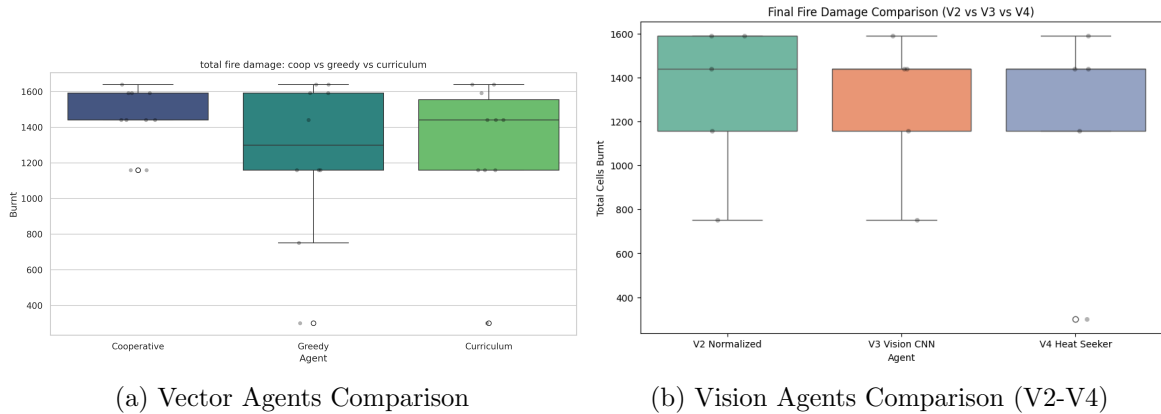 total fire damage: coop vs greedy vs curriculum
Burnt
1600
1400
1200
1000
800
600
400
Cooperative
Greedy
Curriculum
Agent
(a) Vector Agents Comparison
Final Fire Damage Comparison (V2 vs V3 vs V4)
Total Cells Burnt
1600
1400
1200
1000
800
600
400
V2 Normalized
V3 Vision CNN
V4 Heat Seeker
Agent
(b) Vision Agents Comparison (V2-V4)